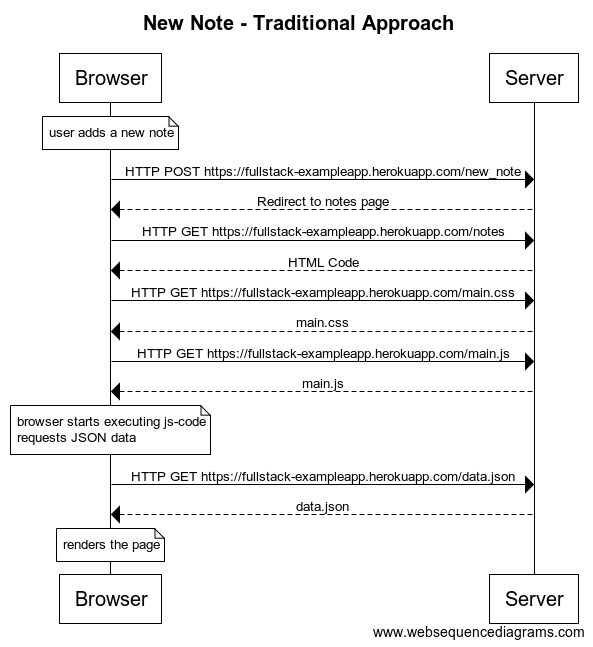 New Note - Traditional Approach
Browser
Server
user adds a new note
HTTP POST https://fullstack-exampleapp.herokuapp.com/new_note
Redirect to notes page
HTTP GET https://fullstack-exampleapp.herokuapp.com/notes
HTML Code
HTTP GET https://fullstack-exampleapp.herokuapp.com/main.css
main.css
HTTP GET https://fullstack-exampleapp.herokuapp.com/main.js
main.js
browser starts executing js-code
requests JSON data
HTTP GET https://fullstack-exampleapp.herokuapp.com/data.json
data.json
renders the page
Browser
Server
www.websequencediagrams.com